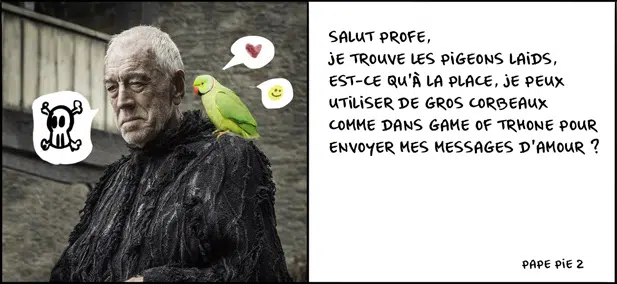 SALUT PROFE,
JE TROUVE LES PIGEONS LAIDS,
EST-CE QU'À LA PLACE, JE PEUX
UTILISER DE GROS CORBEAUX
COMME DANS GAME OF TRHONE POUR
ENVOYER MES MESSAGES D'AMOUR ?
PAPE PIE 2